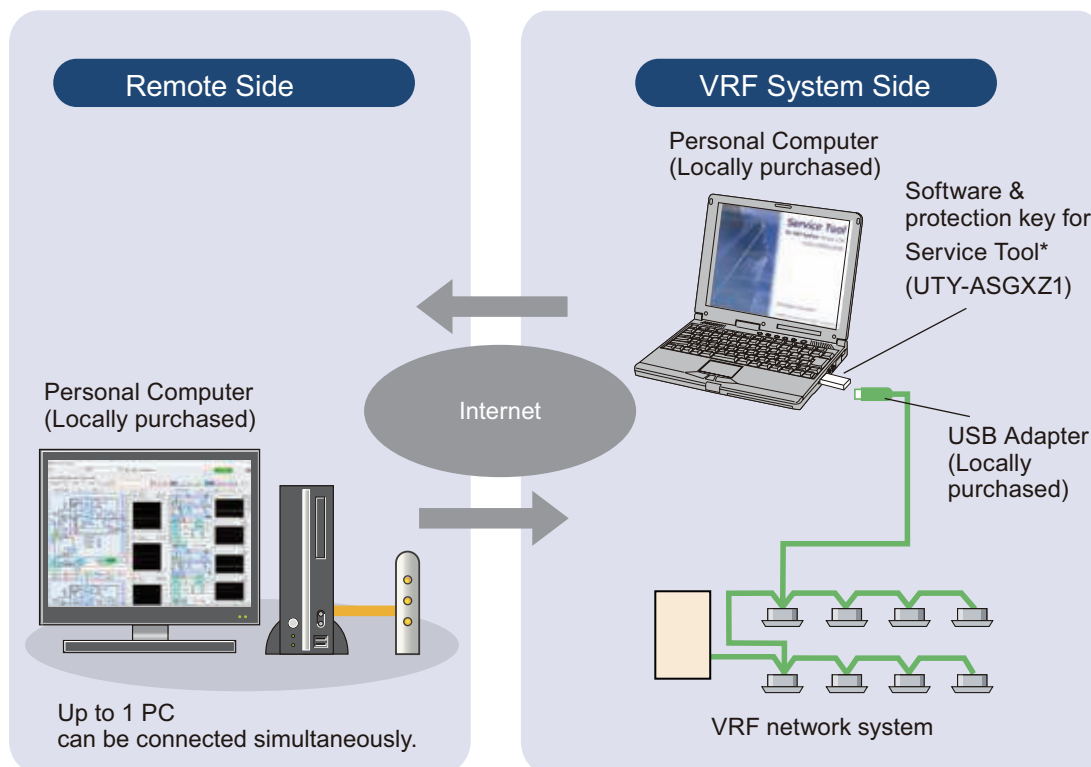 Remote Side
Personal Computer
(Locally purchased)
Up to 1 PC
can be connected simultaneously.
Internet
VRF System Side
Personal Computer
(Locally purchased)
Service Tool
Software &
protection key for
Service Tool*
(UTY-ASGXZ1)
USB Adapter
(Locally
purchased)
VRF network system